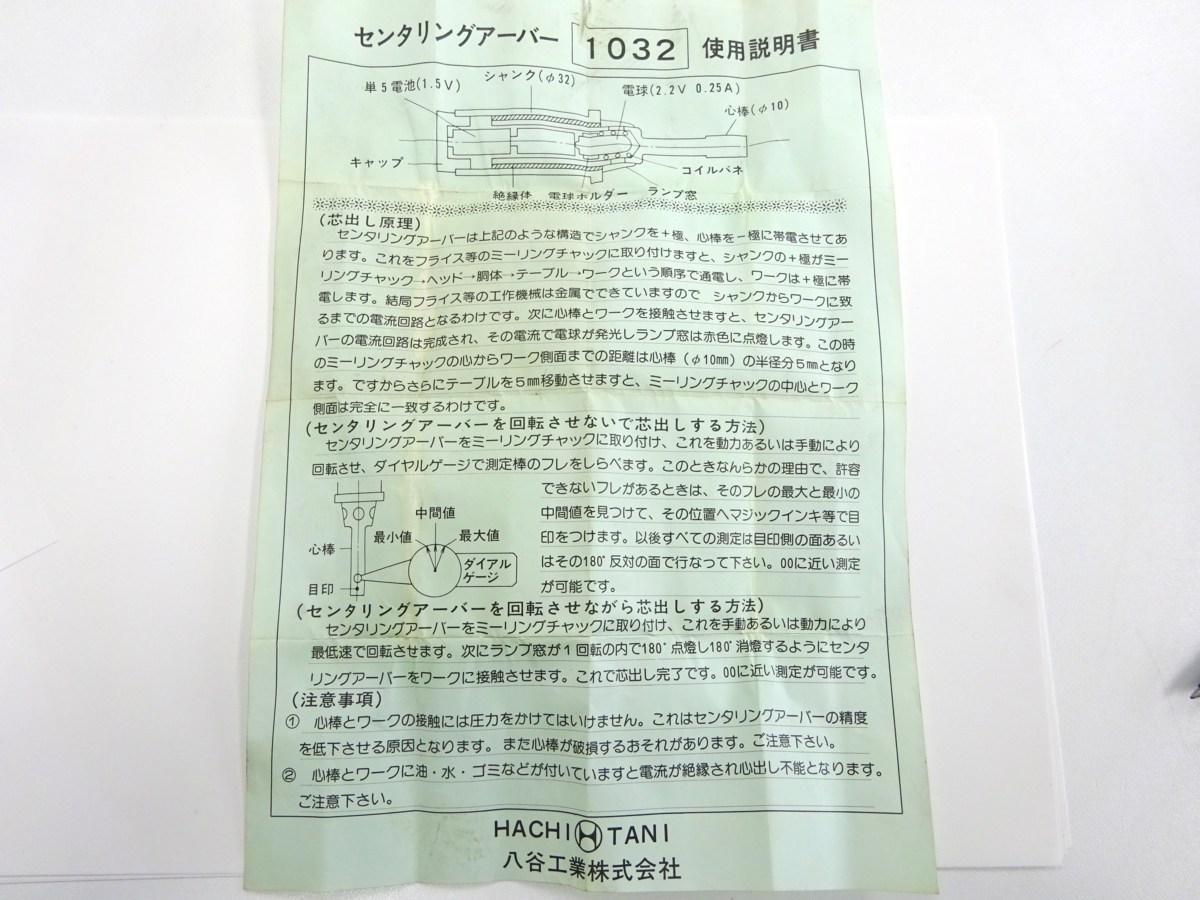 センタリングアーバー 1032 使用説明書
単5電池(1.5V)
シャンク(φ32)
電球(2.2V 0.25A)
心棒(φ10)
キャップ
コイルバネ
絶縁体 電球ホルダー ランプ窓
(芯出し原理)
センタリングアーバーは上記のような構造でシャンクを+極、心棒を-極に帯電させてあ
ります。これをフライス等のミーリングチャックに取り付けますと、シャンクの+極がミー
リングチャック→ヘッド→胴体→テーブル→ワークという順序で通電し、ワークは+極に帯
電します。結局フライス等の工作機械は金属でできていますので シャンクからワークに致
るまでの電流回路となるわけです。次に心棒とワークを接触させますと、センタリングアー
バーの電流回路は完成され、その電流で電球が発光しランプ窓は赤色に点燈します。この時
のミーリングチャックの心からワーク側面までの距離は心棒(φ10㎜)の半径分5㎜となり
ます。ですからさらにテーブルを5㎜移動させますと、ミーリングチャックの中心とワーク
側面は完全に一致するわけです。
(センタリングアーバーを回転させないで芯出しする方法)
センタリングアーバーをミーリングチャックに取り付け、これを動力あるいは手動により
回転させ、ダイヤルゲージで測定棒のフレをしらべます。このときなんらかの理由で、許容
できないフレがあるときは、そのフレの最大と最小の
中間値を見つけて、その位置へマジックインキ等で目
印をつけます。以後すべての測定は目印側の面あるい
はその180°反対の面で行なって下さい。00に近い測定
が可能です。
中間値
最小値
最大値
心棒
ダイアル
ゲージ
目印
(センタリングアーバーを回転させながら芯出しする方法)
センタリングアーバーをミーリングチャックに取り付け、これを手動あるいは動力により
最低速で回転させます。次にランプ窓が1回転の内で180°点燈し180°消燈するようにセンタ
リングアーバーをワークに接触させます。これで芯出し完了です。00に近い測定が可能です。
(注意事項)
① 心棒とワークの接触には圧力をかけてはいけません。これはセンタリングアーバーの精度
を低下させる原因となります。また心棒が破損するおそれがあります。ご注意下さい。
② 心棒とワークに油・水・ゴミなどが付いていますと電流が絶縁され心出し不能となります。
ご注意下さい。
HACHI TANI
八谷工業株式会社